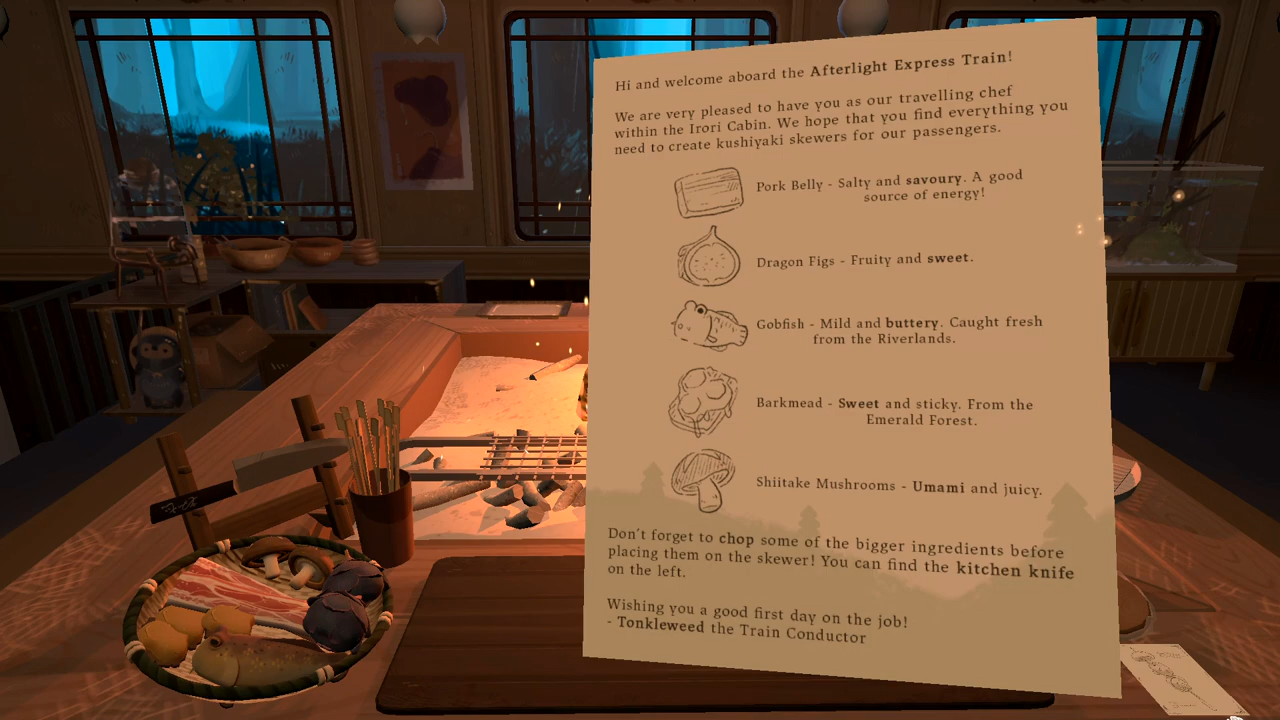 Hi and welcome aboard the Afterlight Express Train!
We are very pleased to have you as our travelling chef
within the Irori Cabin. We hope that you find everything you
need to create kushiyaki skewers for our passengers.
Pork Belly - Salty and savoury. A good
source of energy!
Dragon Figs - Fruity and sweet.
Gobfish - Mild and buttery. Caught fresh
from the Riverlands.
Barkmead - Sweet and sticky. From the
Emerald Forest.
Shiitake Mushrooms - Umami and juicy.
Don't forget to chop some of the bigger ingredients before
placing them on the skewer! You can find the kitchen knife
on the left.
Wishing you a good first day on the job!
- Tonkleweed the Train Conductor